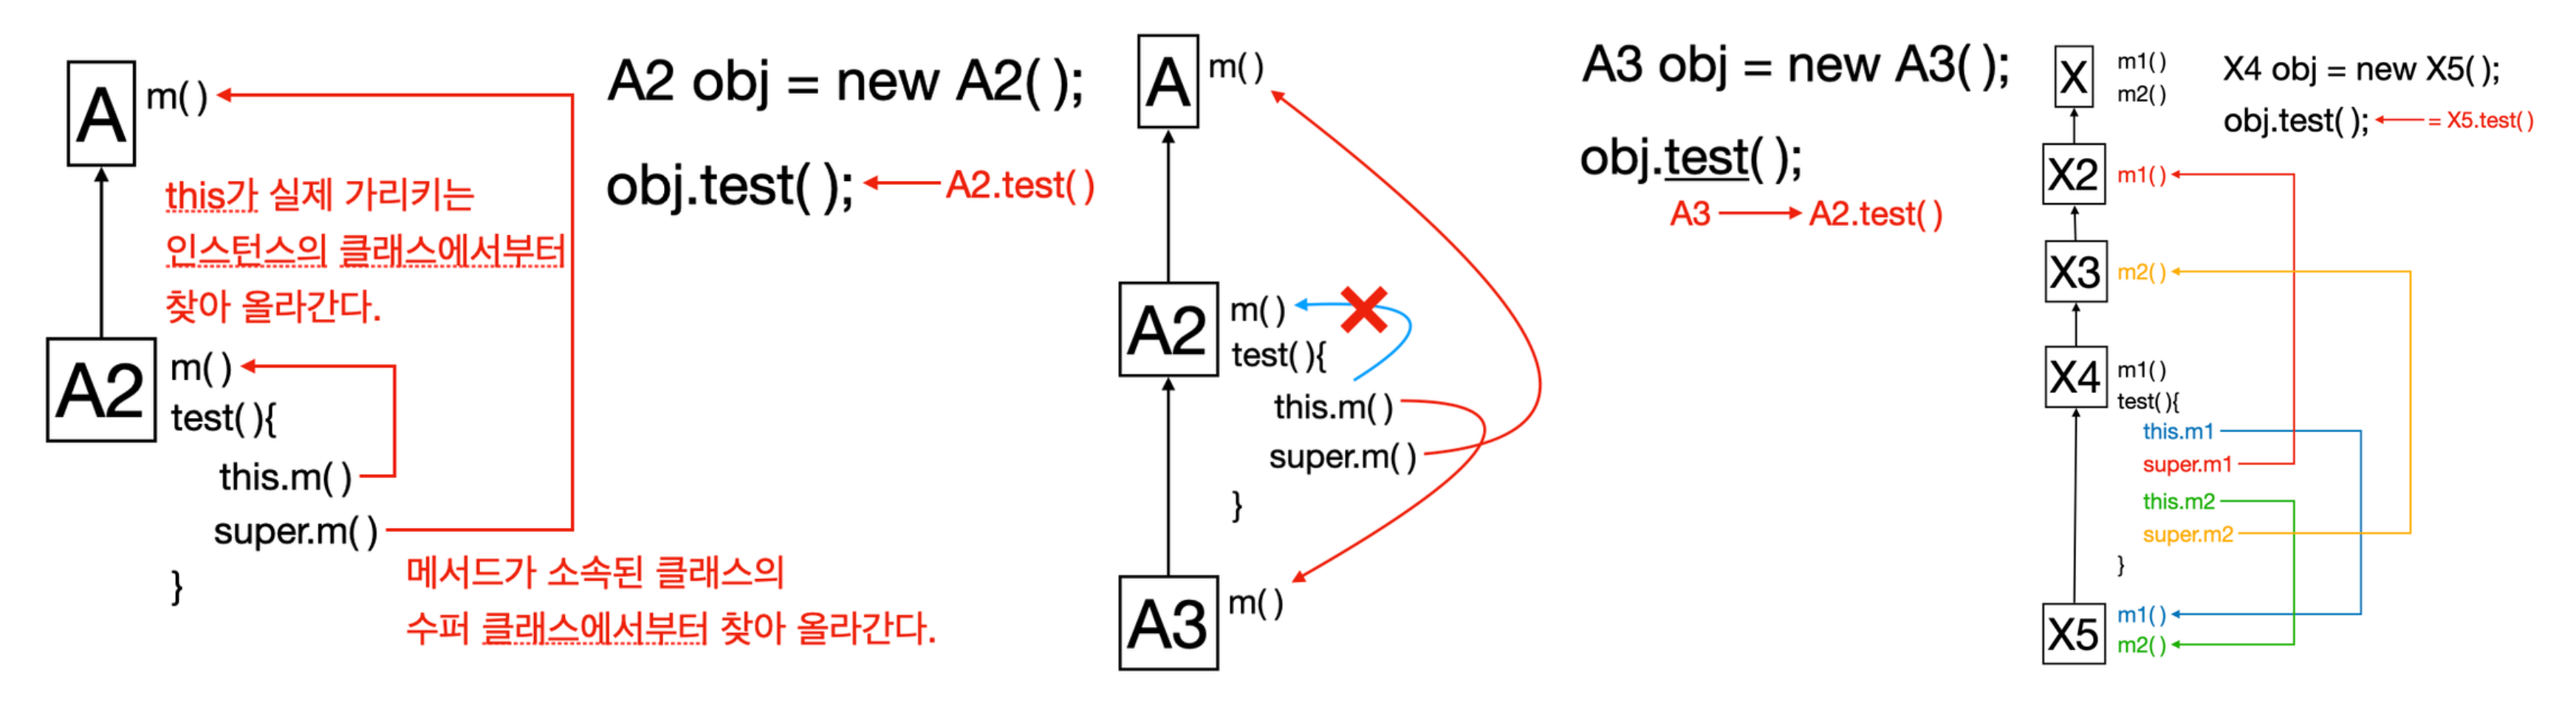 A
m()
this가 실제 가리키는
인스턴스의 클래스에서부터
찾아 올라간다.
A2
m()
test(){
this.m()
super.m()
}
메서드가 소속된 클래스의
수퍼 클래스에서부터 찾아 올라간다.
A2 obj = new A2();
obj.test();
A2.test()
A
m()
A2
m()
test(){
this.m()
super.m()
}
A3
m()
A3 obj = new A3();
obj.test();
A3
A2.test()
X
m1()
m2()
X2
m1()
X3
m2()
X4
m1()
test(){
this.m1
super.m1
this.m2
super.m2
}
X5
m1()
m2()
X4 obj = new X5();
obj.test();
= X5.test()